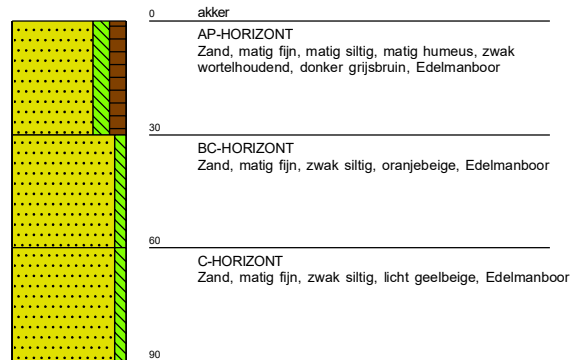 0 akker
AP-HORIZONT
Zand, matig fijn, matig siltig, matig humeus, zwak
wortelhoudend, donker grijsbruin, Edelmanboor
30
BC-HORIZONT
Zand, matig fijn, zwak siltig, oranjebeige, Edelmanboor
60
C-HORIZONT
Zand, matig fijn, zwak siltig, licht geelbeige, Edelmanboor
90